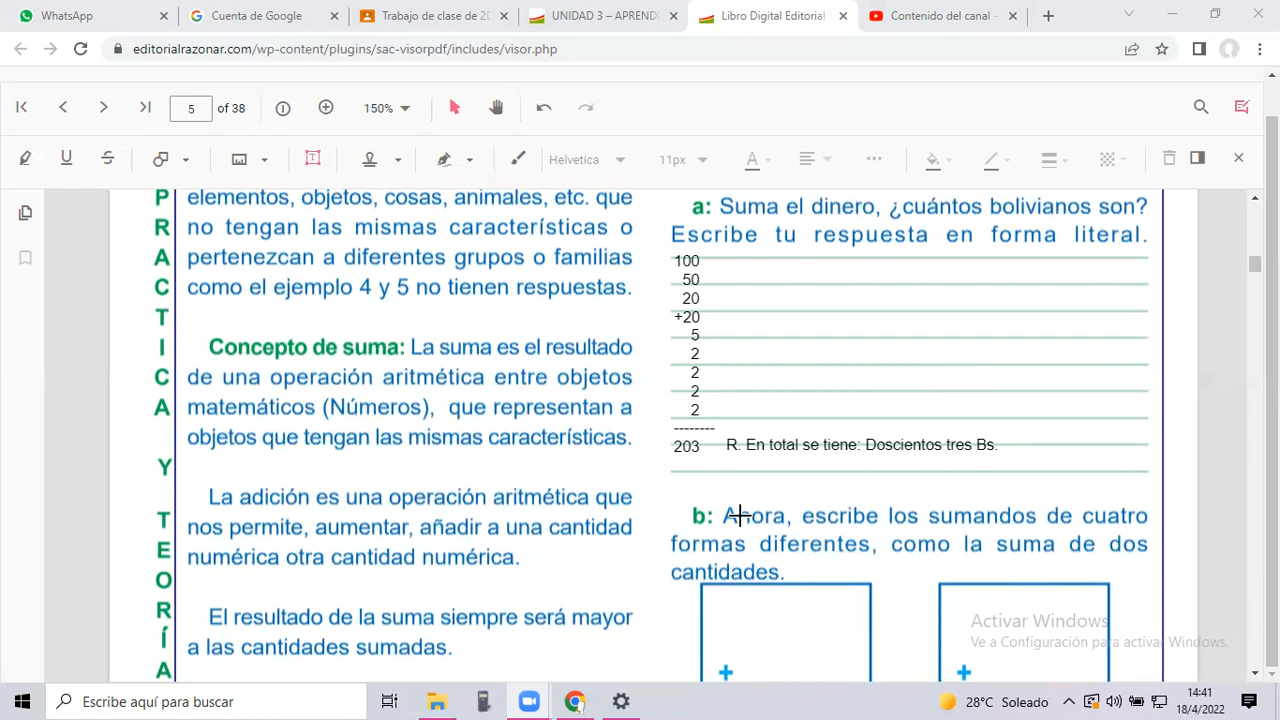 WhatsApp
Cuenta de Google
Trabajo de clase de 2D
UNIDAD 3 – APRENDI
Libro Digital Editorial
Contenido del canal -
editorialrazonar.com/wp-content/plugins/sac-visorpdf/includes/visor.php
5 of 38
150%
Helvetica
11px
P
R
A
C
T
I
C
A
Y
T
E
O
R
Í
A
elementos, objetos, cosas, animales, etc. que
no tengan las mismas características o
pertenezcan a diferentes grupos o familias
como el ejemplo 4 y 5 no tienen respuestas.
Concepto de suma: La suma es el resultado
de una operación aritmética entre objetos
matemáticos (Números), que representan a
objetos que tengan las mismas características.
La adición es una operación aritmética que
nos permite, aumentar, añadir a una cantidad
numérica otra cantidad numérica.
El resultado de la suma siempre será mayor
a las cantidades sumadas.
a: Suma el dinero, ¿cuántos bolivianos son?
Escribe tu respuesta en forma literal.
100
50
20
+20
5
2
2
2
2
--------
203 R. En total se tiene: Doscientos tres Bs.
b: Ahora, escribe los sumandos de cuatro
formas diferentes, como la suma de dos
cantidades.
+ +
Activar Windows
Ve a Configuración para activar Windows.
Escribe aquí para buscar
28°C Soleado
14:41
18/4/2022